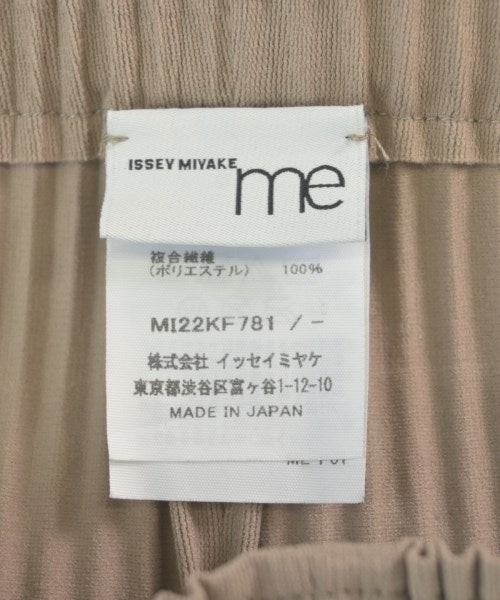 ISSEY MIYAKE me
複合繊維
(ポリエステル) 100%
MI22KF781 / -
株式会社 イッセイミヤケ
東京都渋谷区富ヶ谷1-12-10
MADE IN JAPAN